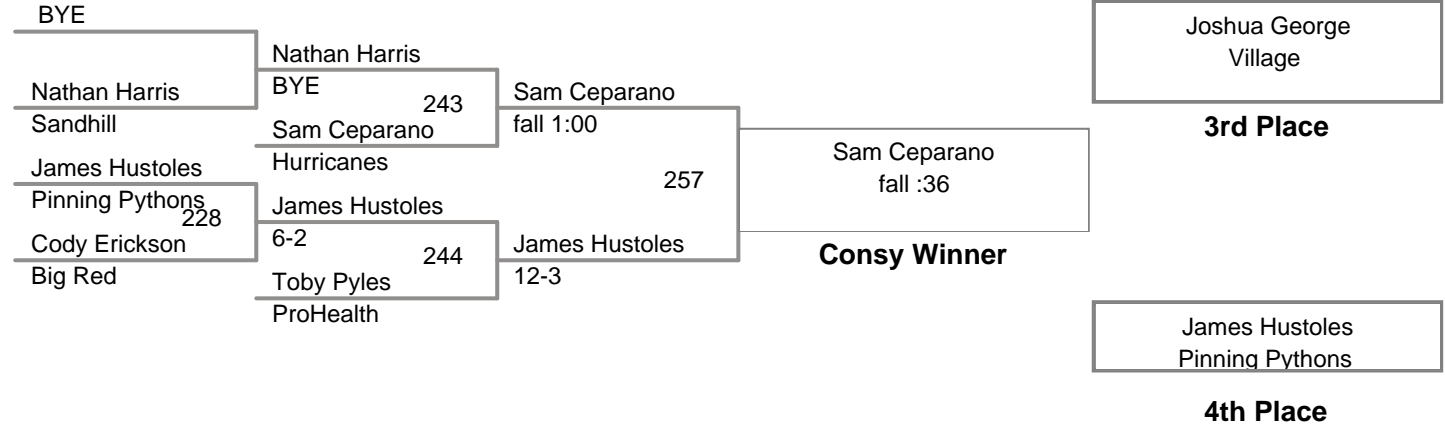 BYE
Nathan Harris
Sandhill
James Hustoles
Pinning Pythons
228
Cody Erickson
Big Red
Nathan Harris
BYE
243
Sam Ceparano
Hurricanes
James Hustoles
6-2
244
Toby Pyles
ProHealth
Sam Ceparano
fall 1:00
257
James Hustoles
12-3
Sam Ceparano
fall :36
Consy Winner
Joshua George
Village
3rd Place
James Hustoles
Pinning Pythons
4th Place